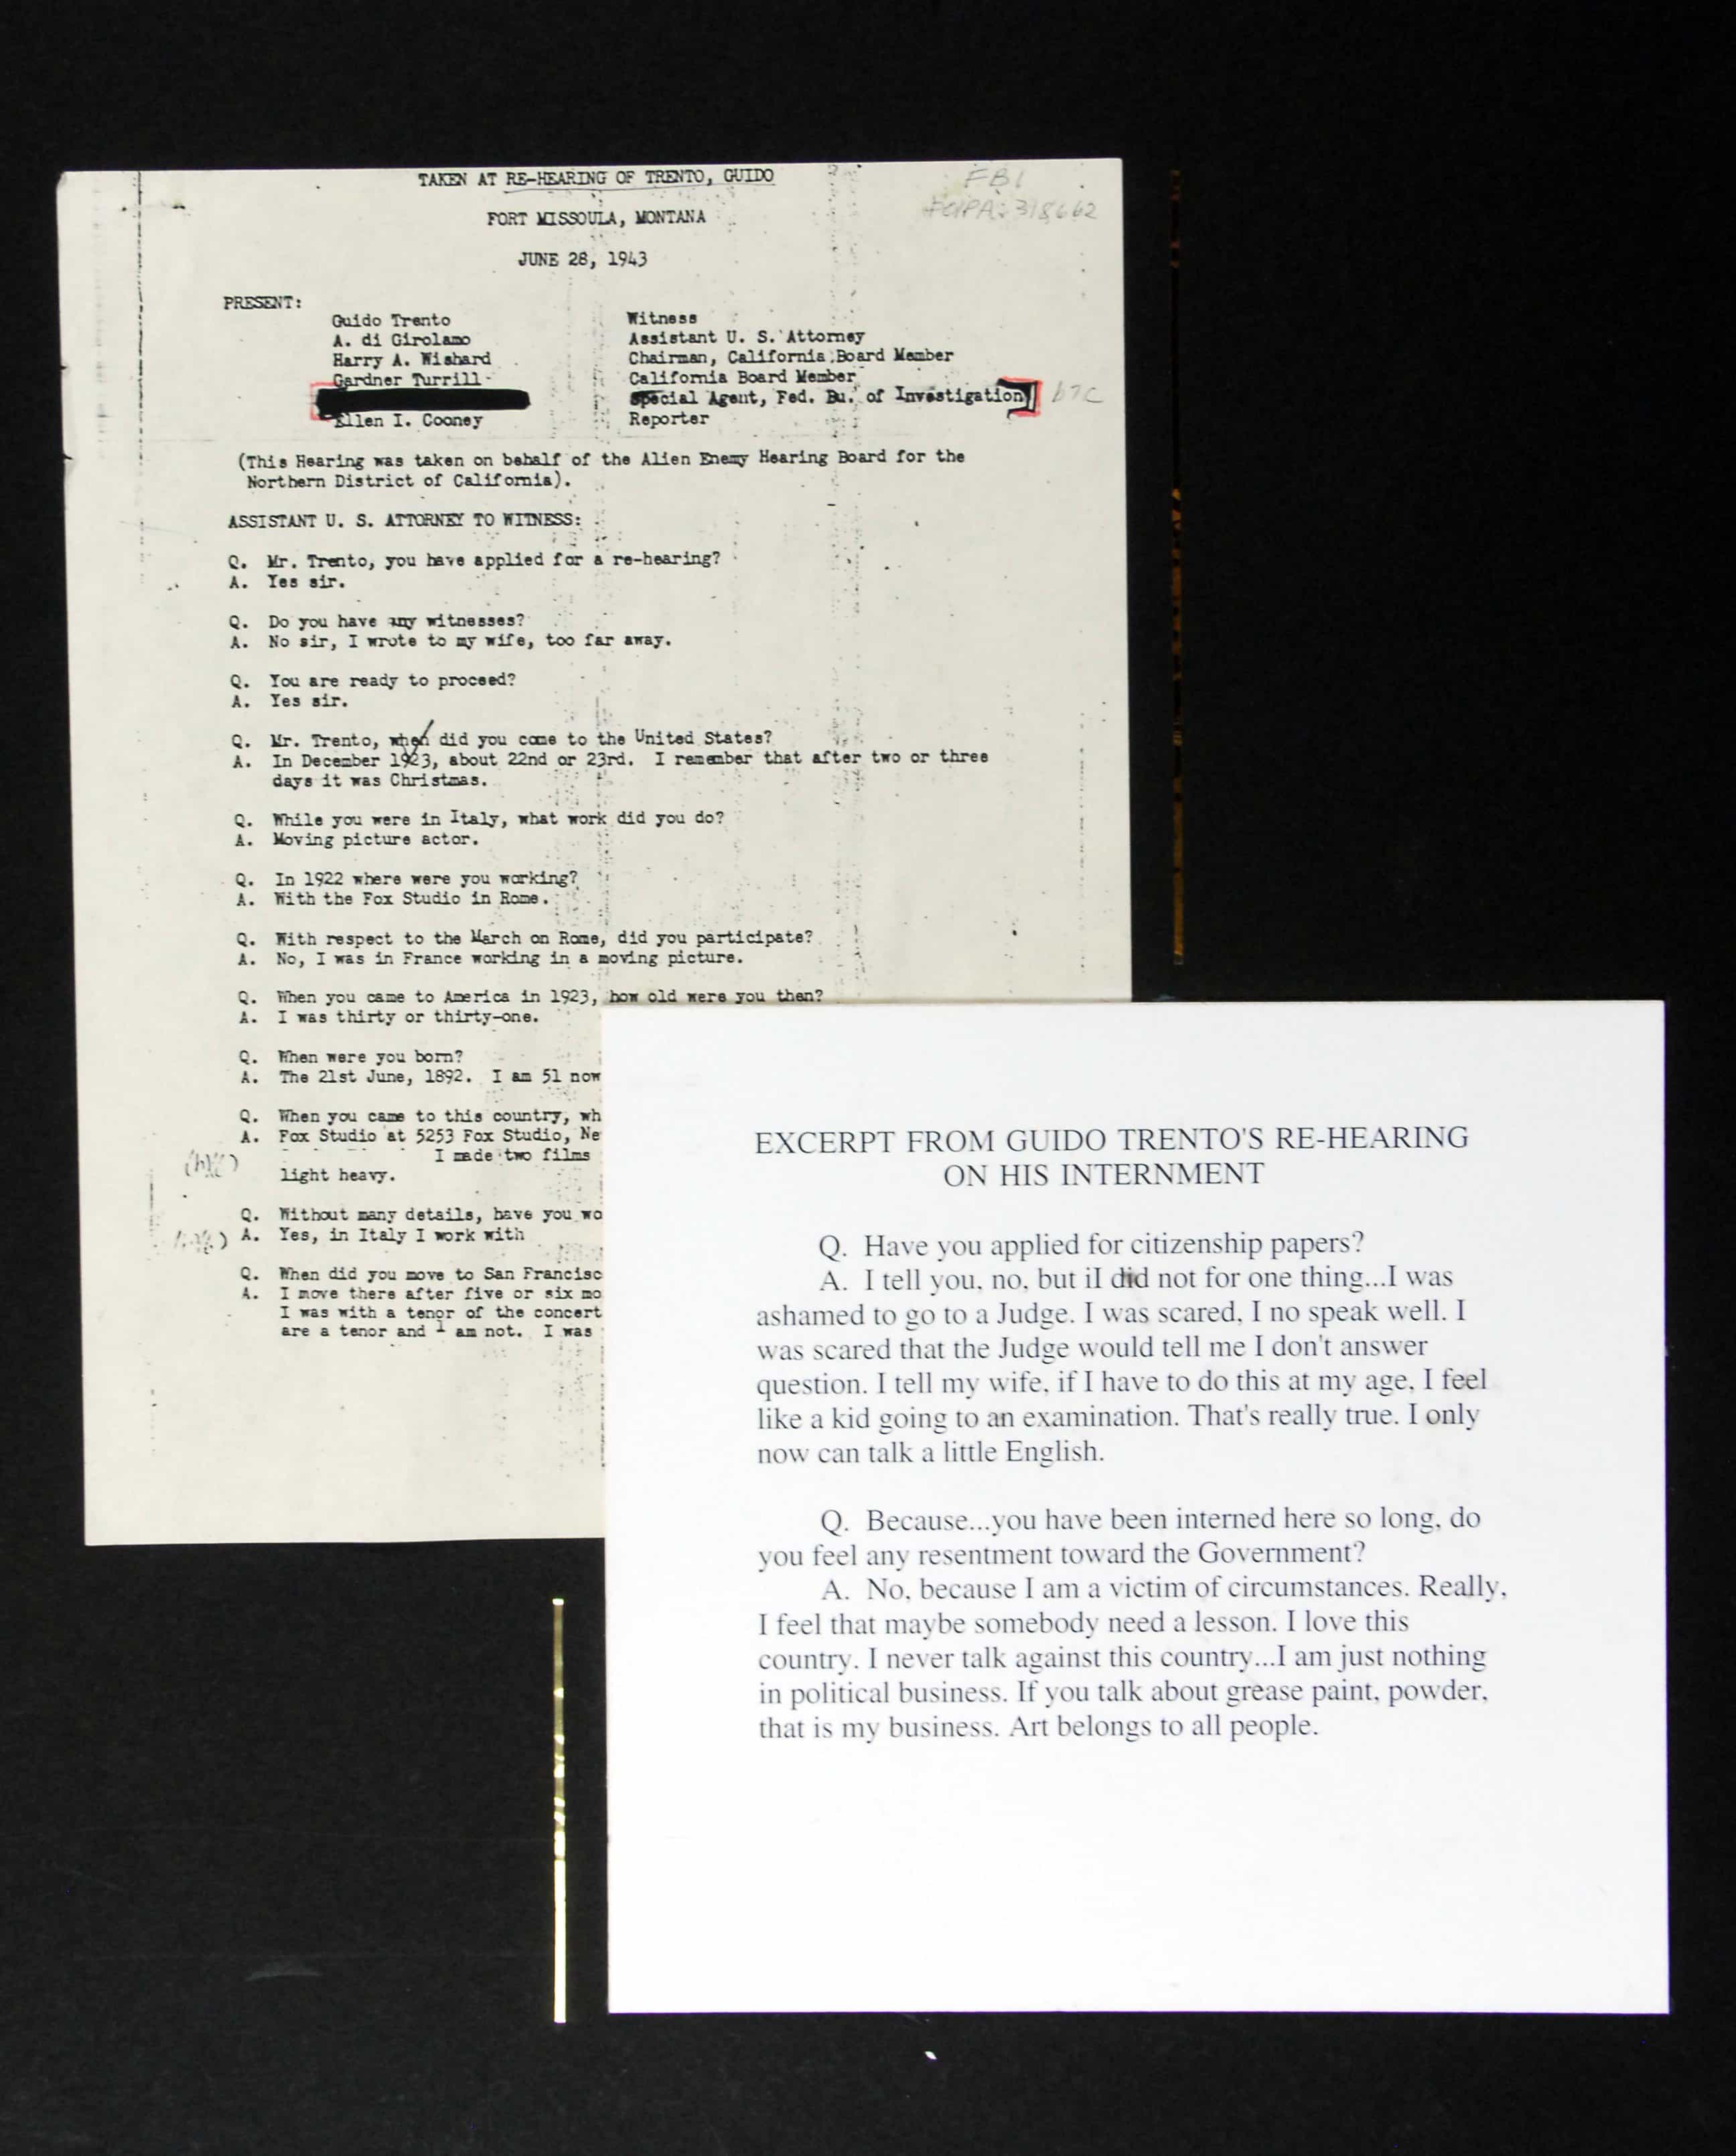 TAKEN AT RE-HEARING OF TRENTO, GUIDO
FBI
FOIPA: 318662
FORT MISSOULA, MONTANA
JUNE 28, 1943
PRESENT:
Guido Trento Witness
A. di Girolamo Assistant U. S. Attorney
Harry A. Wishard Chairman, California Board Member
Gardner Turrill California Board Member
Special Agent, Fed. Bu. of Investigation b7C
Ellen I. Cooney Reporter
(This Hearing was taken on behalf of the Alien Enemy Hearing Board for the
Northern District of California).
ASSISTANT U. S. ATTORNEY TO WITNESS:
Q. Mr. Trento, you have applied for a re-hearing?
A. Yes sir.
Q. Do you have any witnesses?
A. No sir, I wrote to my wife, too far away.
Q. You are ready to proceed?
A. Yes sir.
Q. Mr. Trento, when did you come to the United States?
A. In December 1923, about 22nd or 23rd. I remember that after two or three
days it was Christmas.
Q. While you were in Italy, what work did you do?
A. Moving picture actor.
Q. In 1922 where were you working?
A. With the Fox Studio in Rome.
Q. With respect to the March on Rome, did you participate?
A. No, I was in France working in a moving picture.
Q. When you came to America in 1923, how old were you then?
A. I was thirty or thirty-one.
Q. When were you born?
A. The 21st June, 1892. I am 51 now
Q. When you came to this country, wh
A. Fox Studio at 5253 Fox Studio, Ne
I made two films
light heavy.
Q. Without many details, have you wo
A. Yes, in Italy I work with
Q. When did you move to San Francisc
A. I move there after five or six mo
I was with a tenor of the concert
are a tenor and I am not. I was
EXCERPT FROM GUIDO TRENTO'S RE-HEARING
ON HIS INTERNMENT
Q. Have you applied for citizenship papers?
A. I tell you, no, but iI did not for one thing...I was
ashamed to go to a Judge. I was scared, I no speak well. I
was scared that the Judge would tell me I don't answer
question. I tell my wife, if I have to do this at my age, I feel
like a kid going to an examination. That's really true. I only
now can talk a little English.
Q. Because...you have been interned here so long, do
you feel any resentment toward the Government?
A. No, because I am a victim of circumstances. Really,
I feel that maybe somebody need a lesson. I love this
country. I never talk against this country...I am just nothing
in political business. If you talk about grease paint, powder,
that is my business. Art belongs to all people.